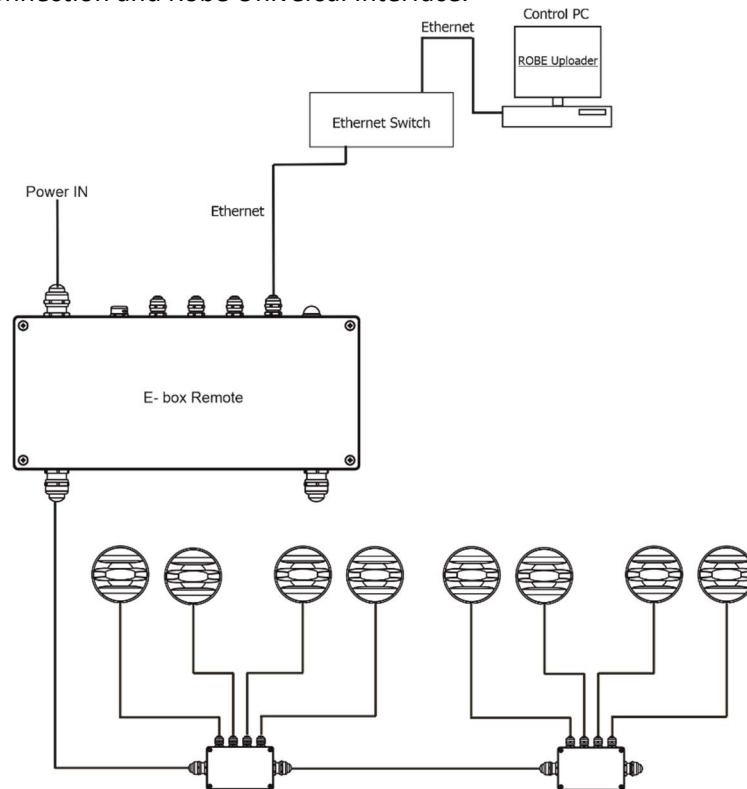 Control PC
Ethernet
ROBE Uploader
Ethernet Switch
Power IN
Ethernet
E- box Remote